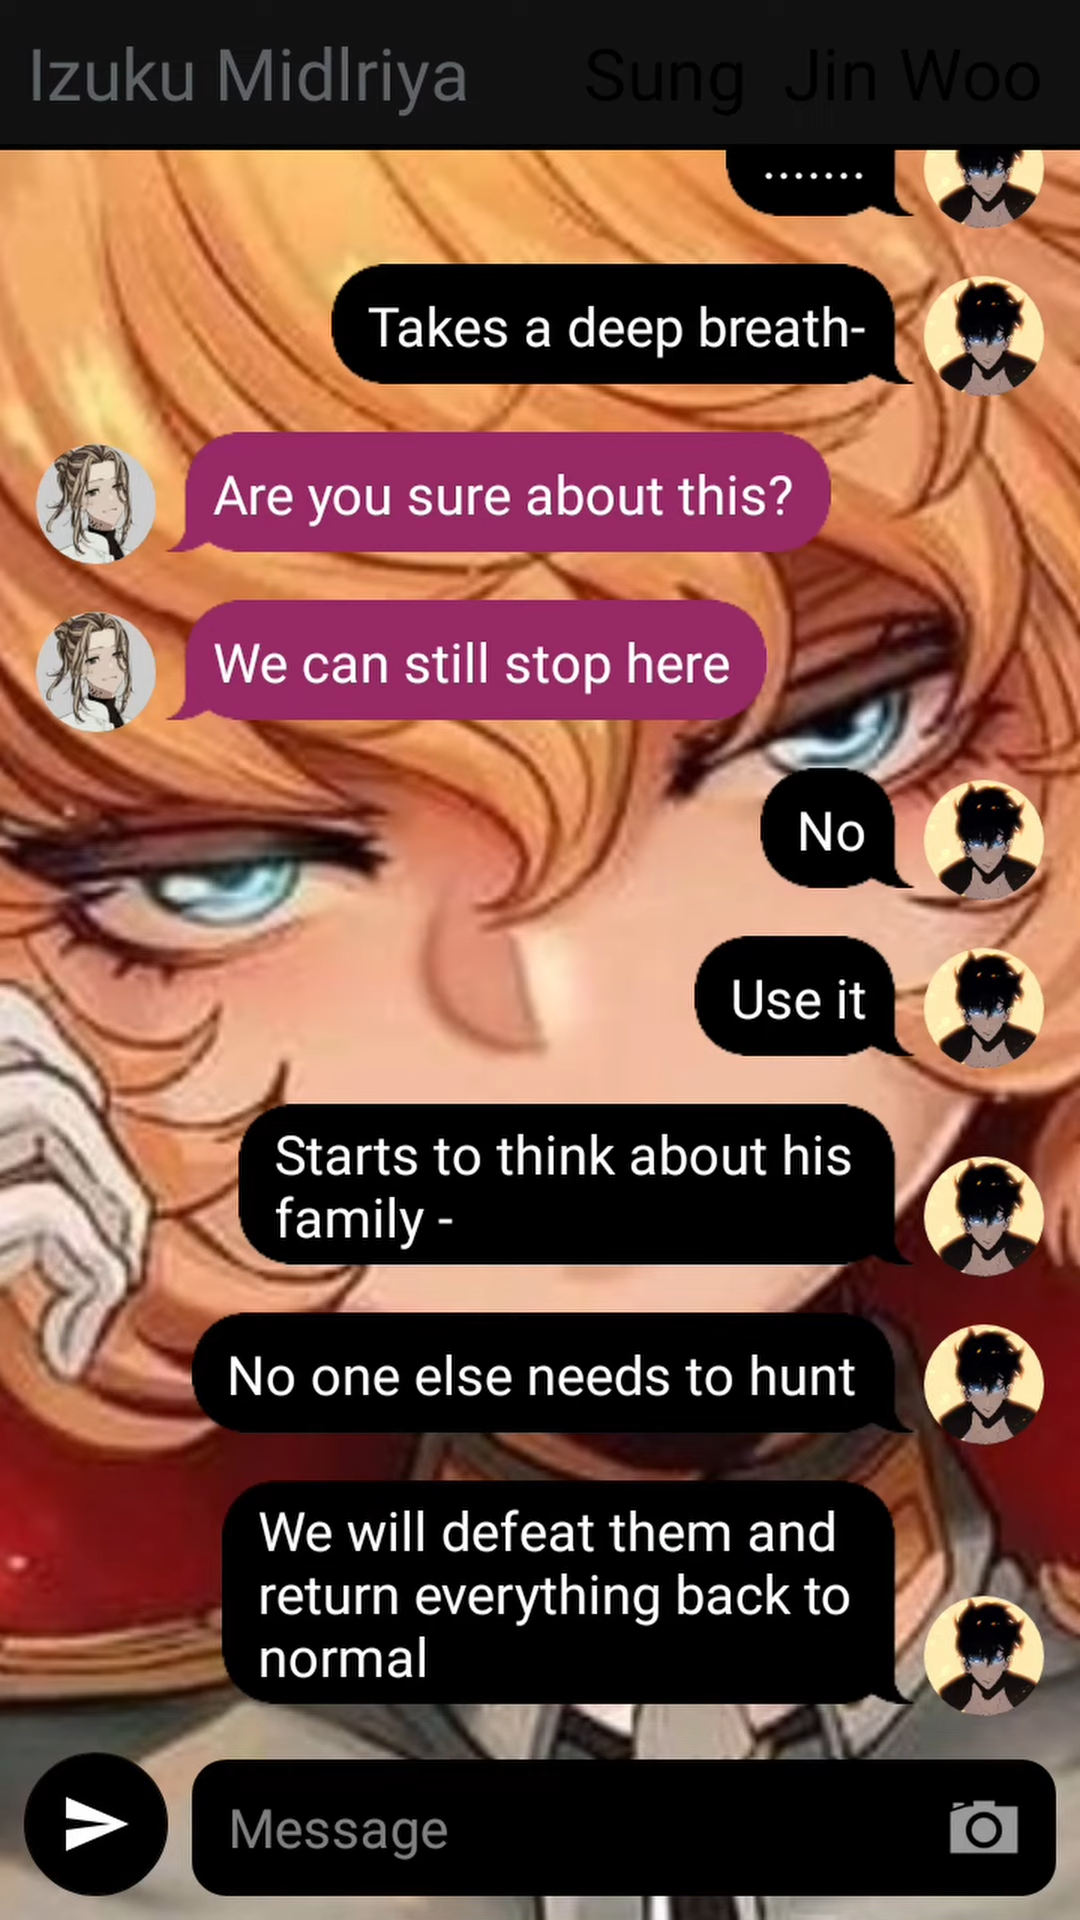 Izuku Midlriya Sung Jin Woo
.......
Takes a deep breath-
Are you sure about this?
We can still stop here
No
Use it
Starts to think about his
family -
No one else needs to hunt
We will defeat them and
return everything back to
normal
Message